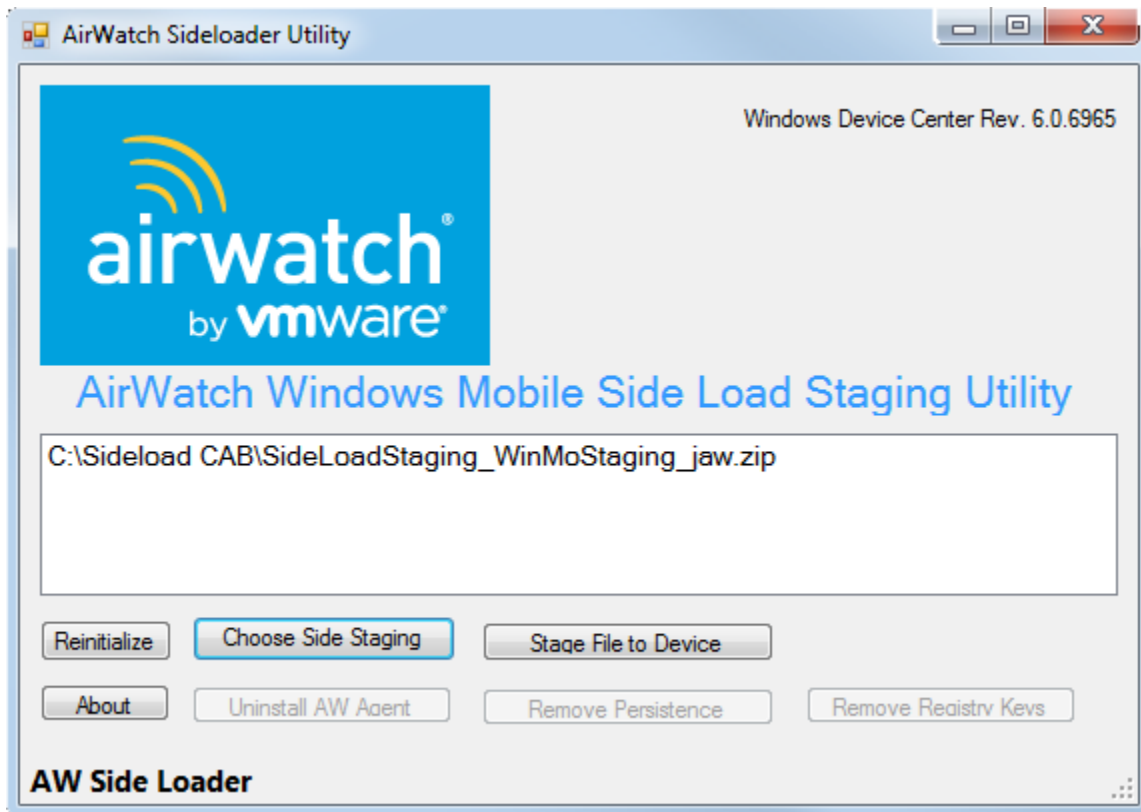 AirWatch Sideloader Utility
Windows Device Center Rev. 6.0.6965
airwatch®
by vmware®
AirWatch Windows Mobile Side Load Staging Utility
C:\Sideload CAB\SideLoadStaging_WinMoStaging_jaw.zip
Reinitialize Choose Side Staging Stage File to Device
About Uninstall AW Agent Remove Persistence Remove Registry Keys
AW Side Loader